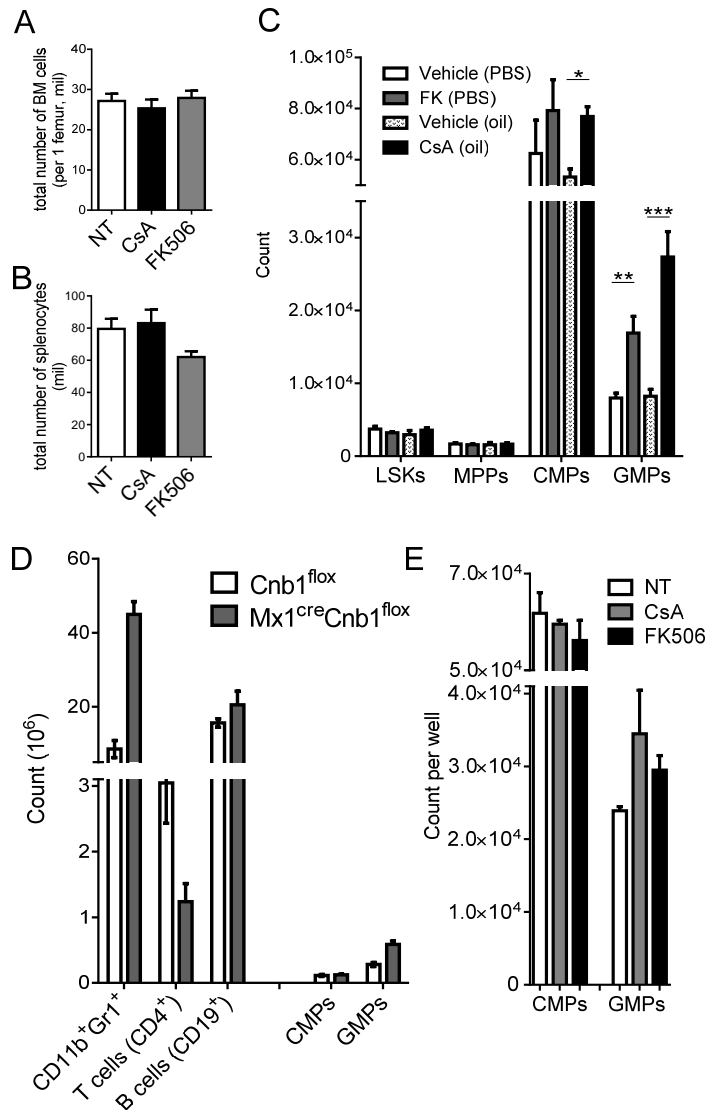 A
total number of BM cells
(per 1 femur, mil)
40
30
20
10
0
NT
CsA
FK506
B
total number of splenocytes
(mil)
100
80
60
40
20
0
NT
CsA
FK506
C
Count
1.0×10⁵
8.0×10⁴
6.0×10⁴
3.0×10⁴
2.0×10⁴
1.0×10⁴
0
Vehicle (PBS)
FK (PBS)
Vehicle (oil)
CsA (oil)
*
**
***
LSKs
MPPs
CMPs
GMPs
D
Count (10⁶)
60
40
20
3
2
1
0
Cnb1ᶠˡᵒˣ
Mx1ᶜʳᵉCnb1ᶠˡᵒˣ
CD11b⁺Gr1⁺
T cells (CD4⁺)
B cells (CD19⁺)
CMPs
GMPs
E
Count per well
7.0×10⁴
5.0×10⁴
4.0×10⁴
3.0×10⁴
2.0×10⁴
1.0×10⁴
0
NT
CsA
FK506
CMPs
GMPs